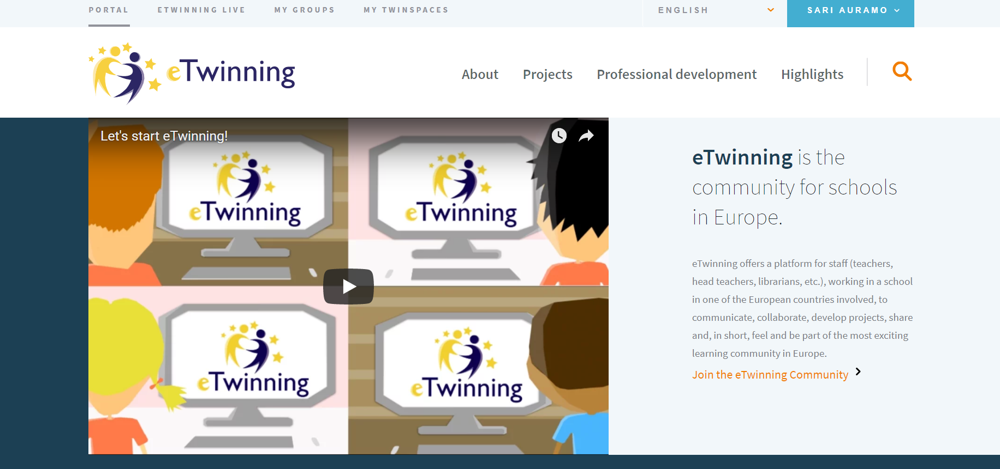 PORTAL ETWINNING LIVE MY GROUPS MY TWINSPACES ENGLISH SARI AURAMO
eTwinning
About Projects Professional development Highlights
Let's start eTwinning!
eTwinning
eTwinning
eTwinning
eTwinning
eTwinning is the
community for schools
in Europe.
eTwinning offers a platform for staff (teachers,
head teachers, librarians, etc.), working in a school
in one of the European countries involved, to
communicate, collaborate, develop projects, share
and, in short, feel and be part of the most exciting
learning community in Europe.
Join the eTwinning Community